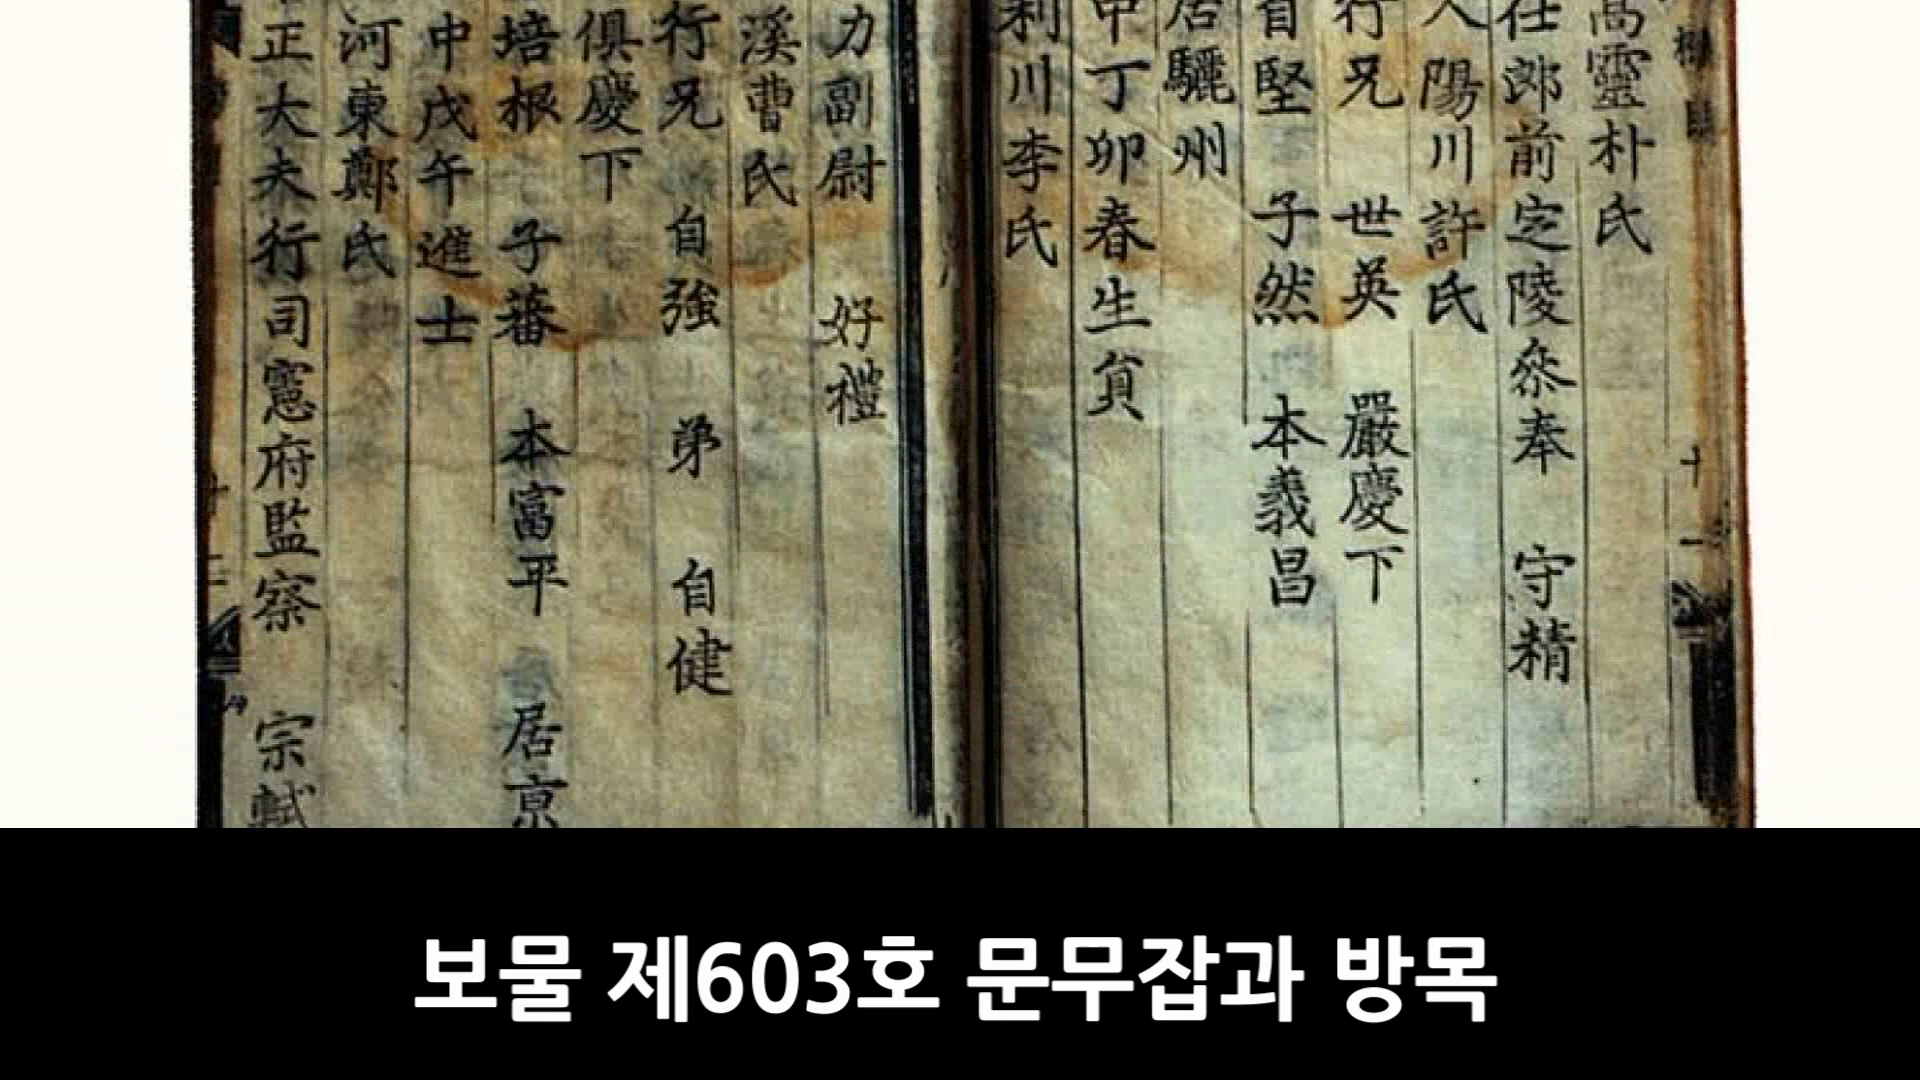 高靈朴氏
仕郎前定陵叅奉 守精
人陽川許氏
行兄 世英 嚴慶下
自堅 子然 本義昌
居驪州
中丁卯春生貟
利川李氏
力副尉 好禮
溪曹氏
行兄 自強 弟 自健
俱慶下
培根 子蕃 本富平 居京
中戊午進士
河東鄭氏
正大夫行司憲府監察 宗軾
十一
보물 제603호 문무잡과 방목